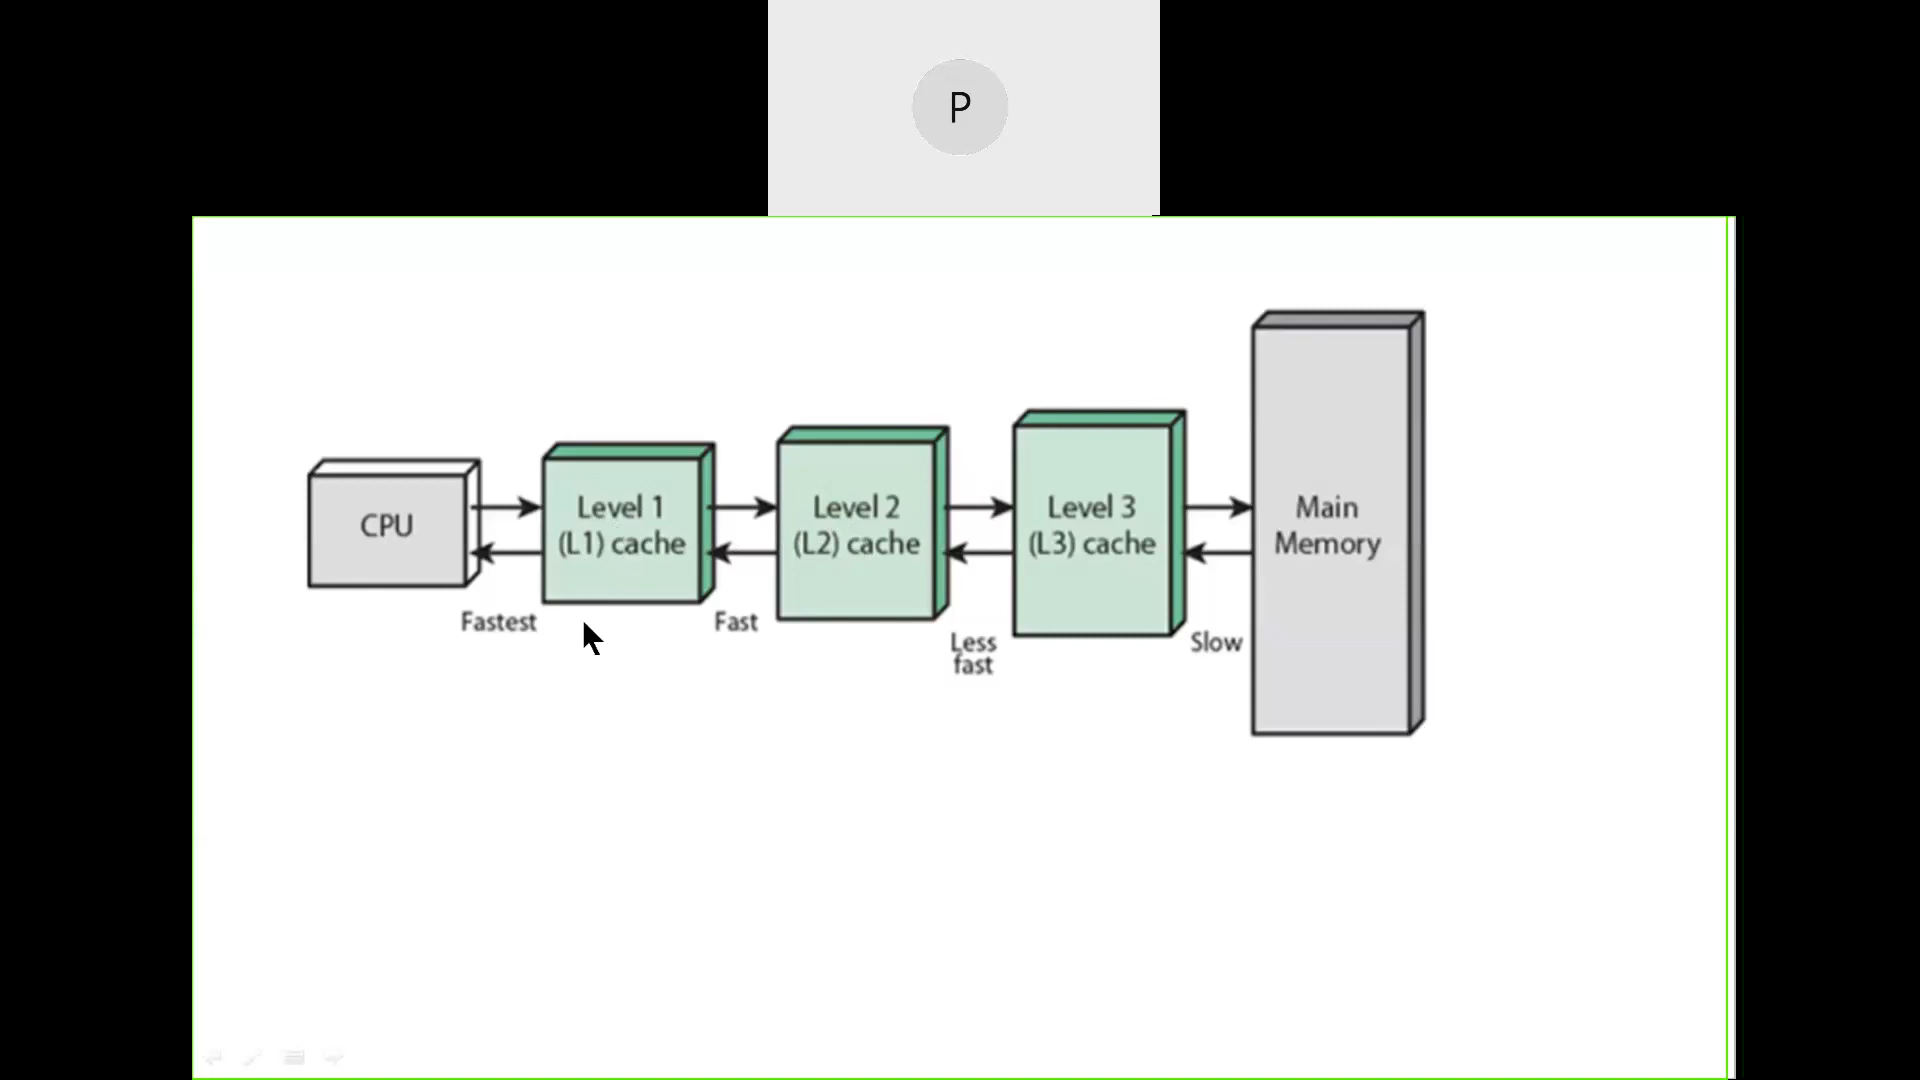 P
CPU
Level 1
(L1) cache
Level 2
(L2) cache
Level 3
(L3) cache
Main
Memory
Fastest
Fast
Less
fast
Slow